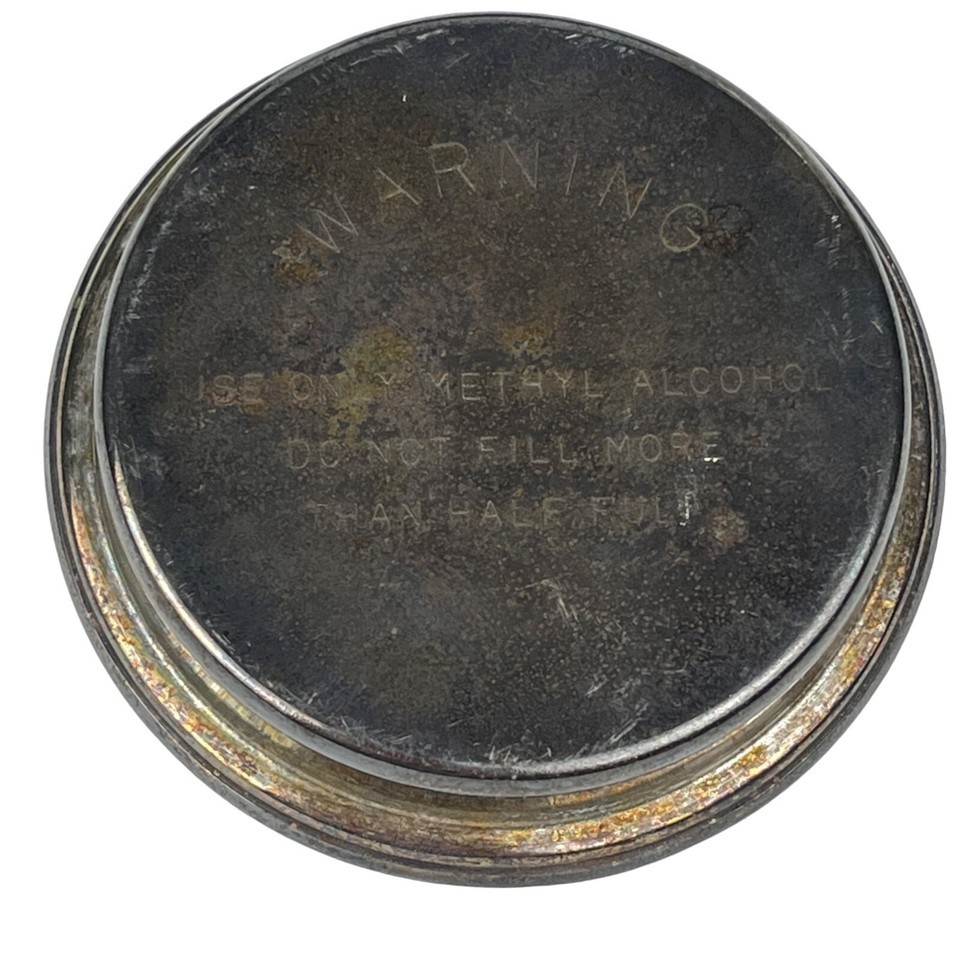 WARNING
USE ONLY METHYL ALCOHOL
DO NOT FILL MORE
THAN HALF FULL